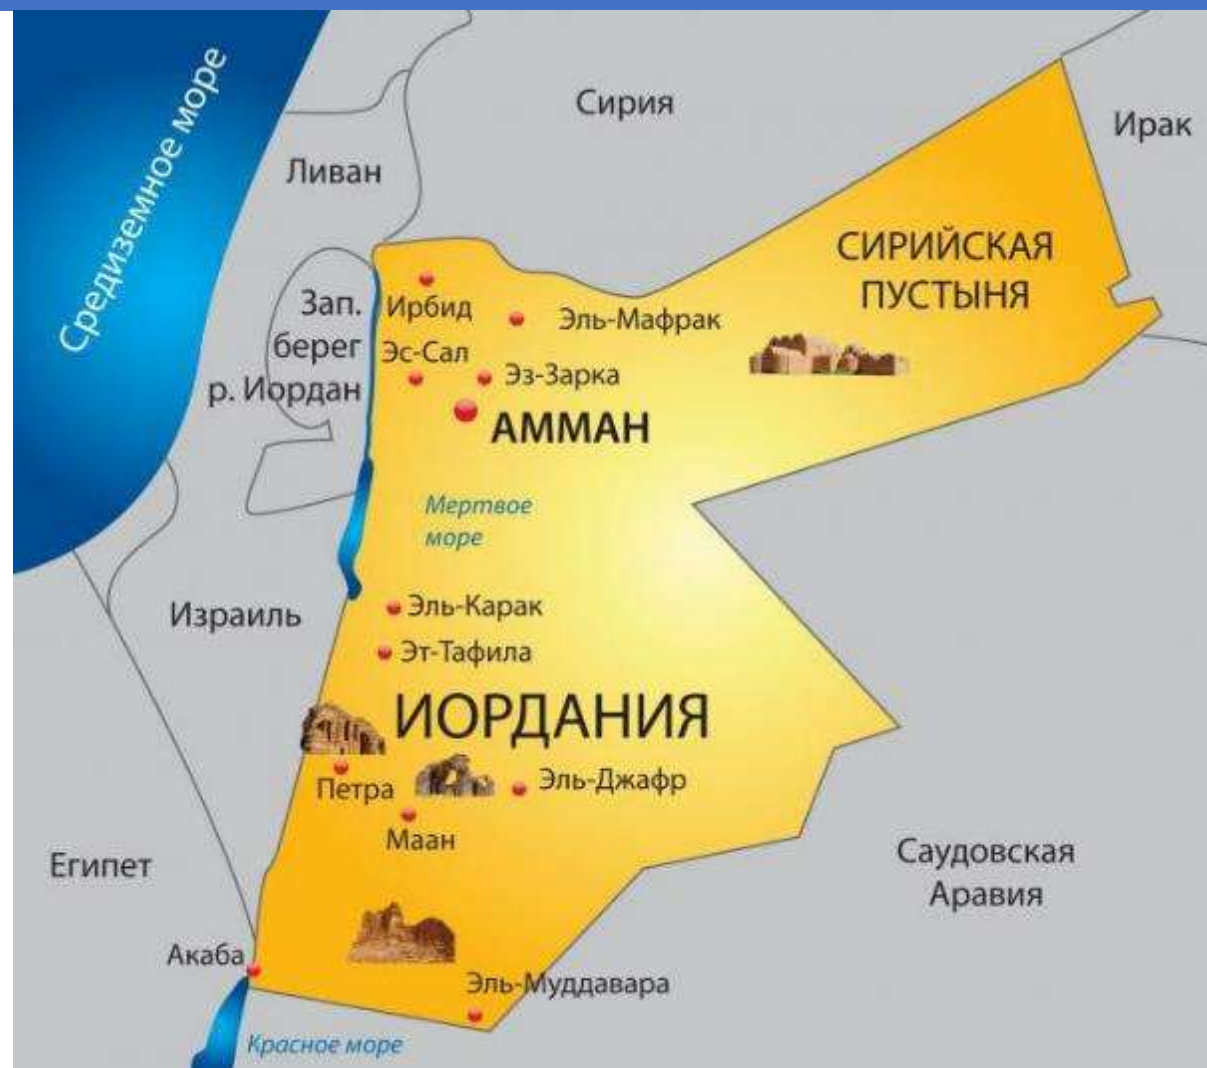 Средиземное море
Сирия
Ирак
Ливан
СИРИЙСКАЯ
ПУСТЫНЯ
Зап.
берег
р. Иордан
Ирбид
Эль-Мафрак
Эс-Сал
Эз-Зарка
АММАН
Мертвое
море
Израиль
Эль-Карак
Эт-Тафила
ИОРДАНИЯ
Петра
Эль-Джафр
Маан
Египет
Саудовская
Аравия
Акаба
Эль-Муддавара
Красное море